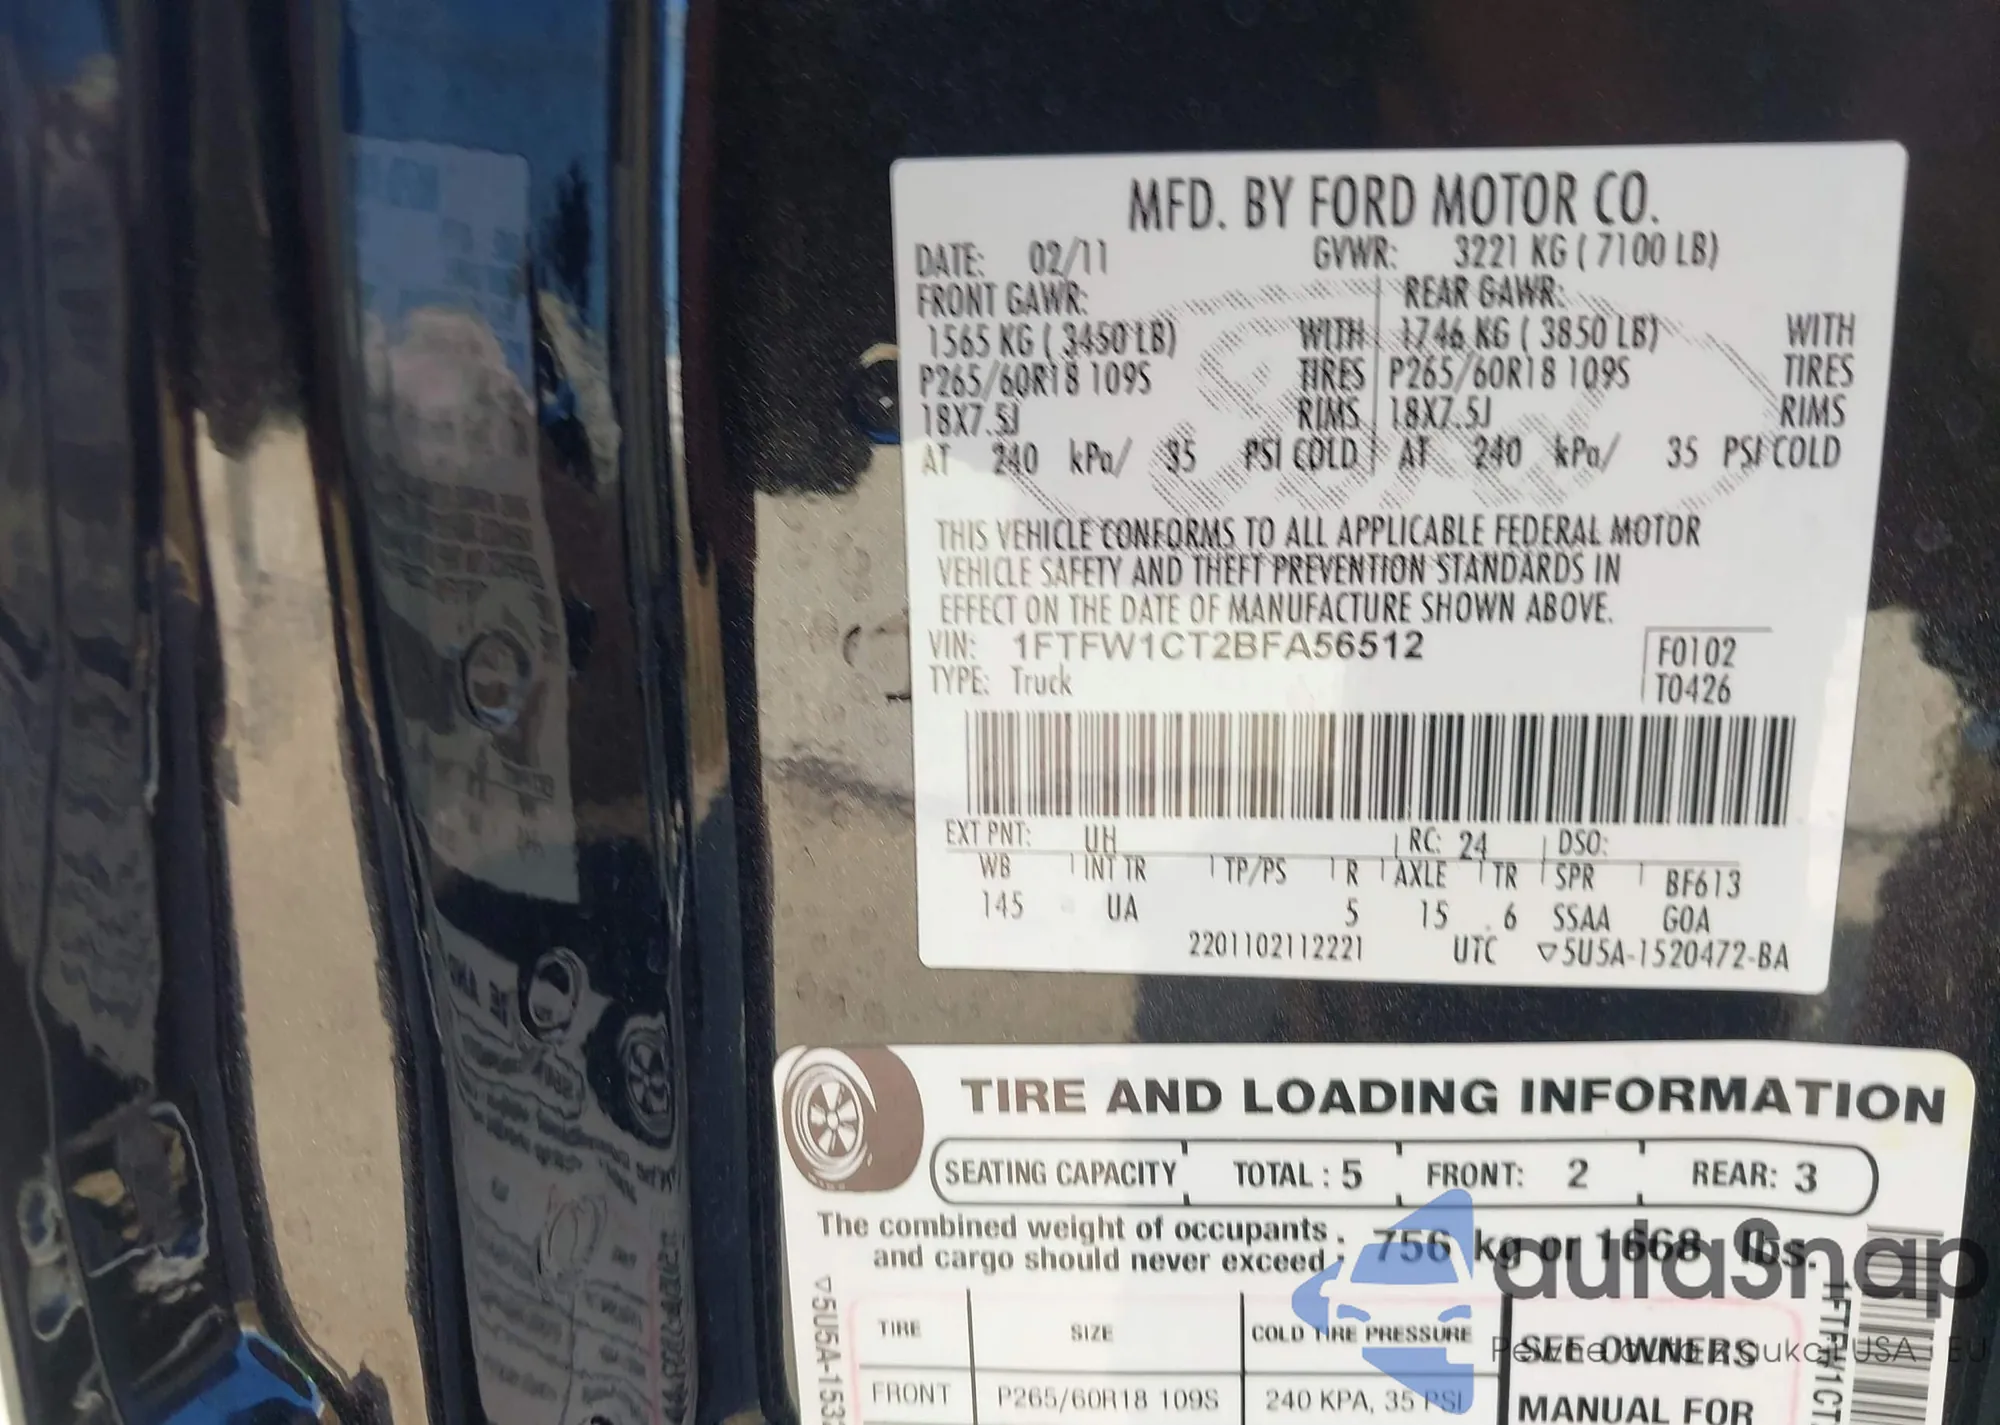 MFD. BY FORD MOTOR CO.
DATE: 02/11 GVWR: 3221 KG ( 7100 LB)
FRONT GAWR: REAR GAWR:
1565 KG ( 3450 LB) WITH 1746 KG ( 3850 LB) WITH
P265/60R18 109S TIRES P265/60R18 109S TIRES
18X7.5J RIMS 18X7.5J RIMS
AT 240 kPa/ 35 PSI COLD AT 240 kPa/ 35 PSI COLD
THIS VEHICLE CONFORMS TO ALL APPLICABLE FEDERAL MOTOR
VEHICLE SAFETY AND THEFT PREVENTION STANDARDS IN
EFFECT ON THE DATE OF MANUFACTURE SHOWN ABOVE.
VIN: 1FTFW1CT2BFA56512 F0102
TYPE: Truck T0426
EXT PNT: UH RC: 24 DSO:
WB INT TR TP/PS R AXLE TR SPR BF613
145 UA 5 15 6 SSAA GOA
2201102112221 UTC ▽5U5A-1520472-BA
TIRE AND LOADING INFORMATION
SEATING CAPACITY TOTAL : 5 FRONT: 2 REAR: 3
The combined weight of occupants
and cargo should never exceed : 756 kg or 1668 lbs.
TIRE SIZE COLD TIRE PRESSURE SEE OWNERS
FRONT P265/60R18 109S 240 KPA, 35 PSI MANUAL FOR
▽5U5A-153
1FTFW1CT
autaSnap